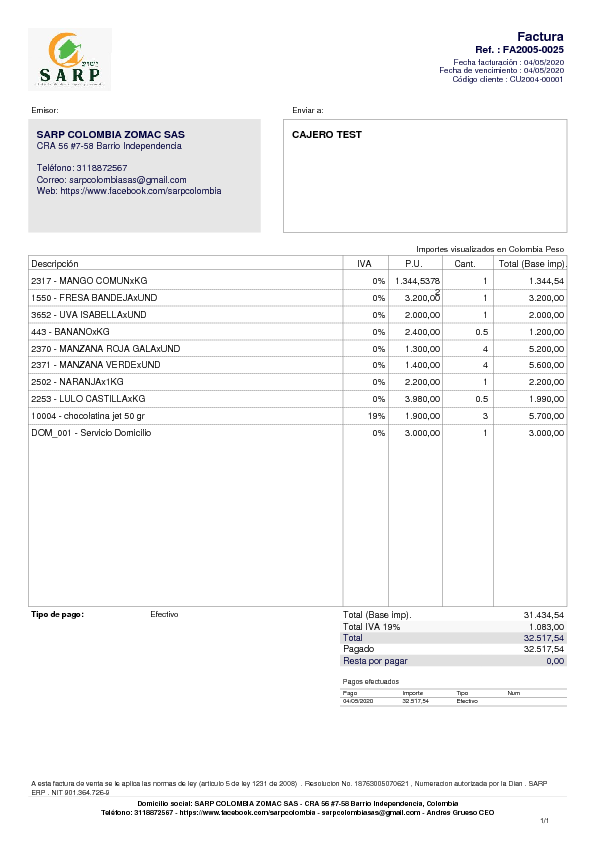 SARP
Factura
Ref. : FA2005-0025
Fecha facturación : 04/05/2020
Fecha de vencimiento : 04/05/2020
Código cliente : CU2004-00001
Emisor:
Enviar a:
SARP COLOMBIA ZOMAC SAS
CRA 56 #7-58 Barrio Independencia
Teléfono: 3118872567
Correo: sarpcolombiasas@gmail.com
Web: https://www.facebook.com/sarpcolombia
CAJERO TEST
Importes visualizados en Colombia Peso
Descripción IVA P.U. Cant. Total (Base imp).
2317 - MANGO COMUNxKG 0% 1.344,53782 1 1.344,54
1550 - FRESA BANDEJAxUND 0% 3.200,00 1 3.200,00
3652 - UVA ISABELLAxUND 0% 2.000,00 1 2.000,00
443 - BANANOxKG 0% 2.400,00 0.5 1.200,00
2370 - MANZANA ROJA GALAxUND 0% 1.300,00 4 5.200,00
2371 - MANZANA VERDExUND 0% 1.400,00 4 5.600,00
2502 - NARANJAx1KG 0% 2.200,00 1 2.200,00
2253 - LULO CASTILLAxKG 0% 3.980,00 0.5 1.990,00
10004 - chocolatina jet 50 gr 19% 1.900,00 3 5.700,00
DOM_001 - Servicio Domicilio 0% 3.000,00 1 3.000,00
Tipo de pago: Efectivo
Total (Base imp). 31.434,54
Total IVA 19% 1.083,00
Total 32.517,54
Pagado 32.517,54
Resta por pagar 0,00
Pagos efectuados
Pago Importe Tipo Num
04/05/2020 32.517,54 Efectivo
A esta factura de venta se le aplica las normas de ley (artículo 5 de ley 1231 de 2008) . Resolucion No. 18763005070621 , Numeracion autorizada por la Dian . SARP
ERP . NIT 901.364.726-9
Domicilio social: SARP COLOMBIA ZOMAC SAS - CRA 56 #7-58 Barrio Independencia, Colombia
Teléfono: 3118872567 - https://www.facebook.com/sarpcolombia - sarpcolombiasas@gmail.com - Andres Grueso CEO
1/1